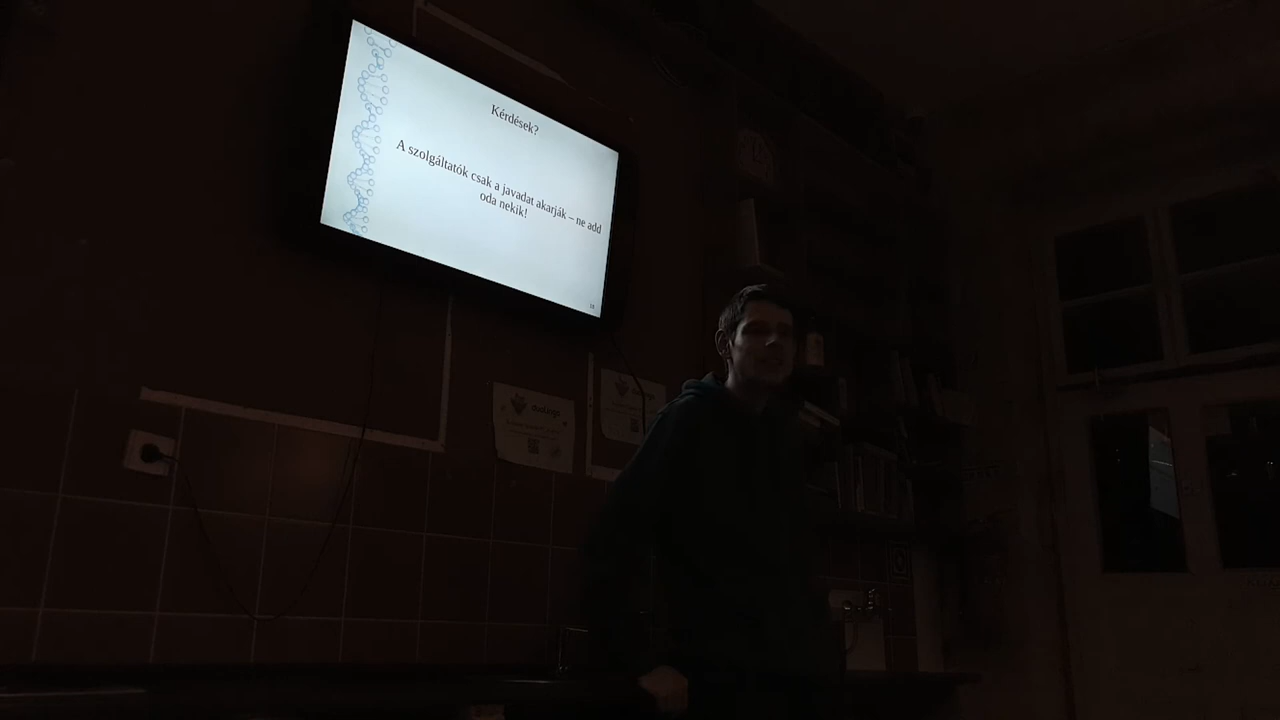 Kérdések?
A szolgáltatók csak a javadat akarják – ne add
oda nekik!